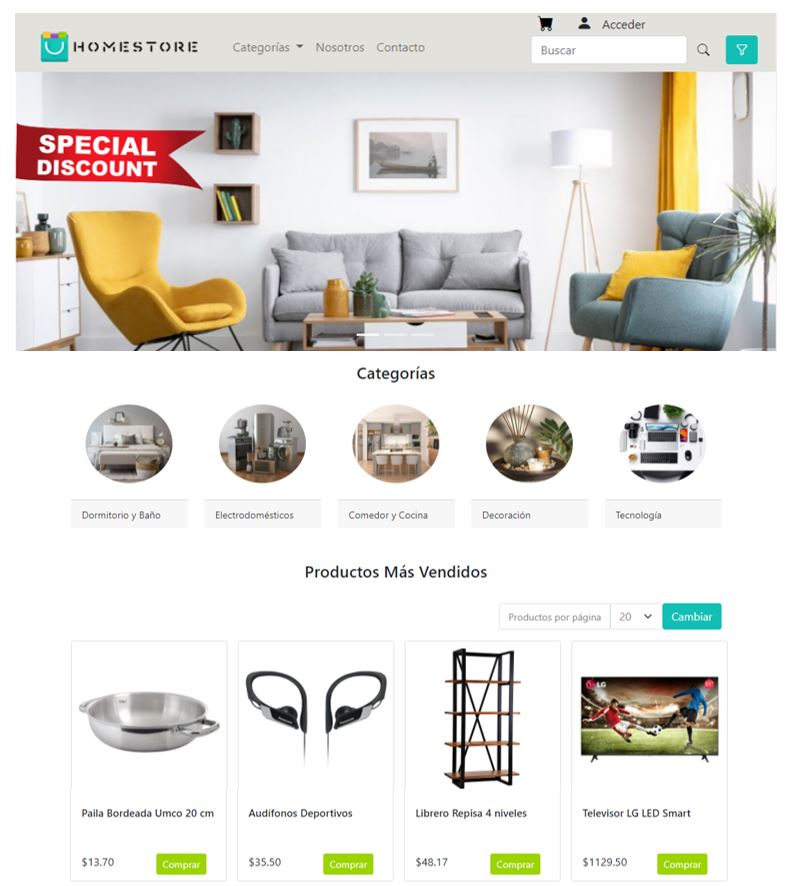 Acceder
HOMESTORE Categorías Nosotros Contacto Buscar
SPECIAL
DISCOUNT
Categorías
Dormitorio y Baño Electrodomésticos Comedor y Cocina Decoración Tecnología
Productos Más Vendidos
Productos por página 20 Cambiar
LG
Paila Bordeada Umco 20 cm Audífonos Deportivos Librero Repisa 4 niveles Televisor LG LED Smart
$13.70 Comprar $35.50 Comprar $48.17 Comprar $1129.50 Comprar